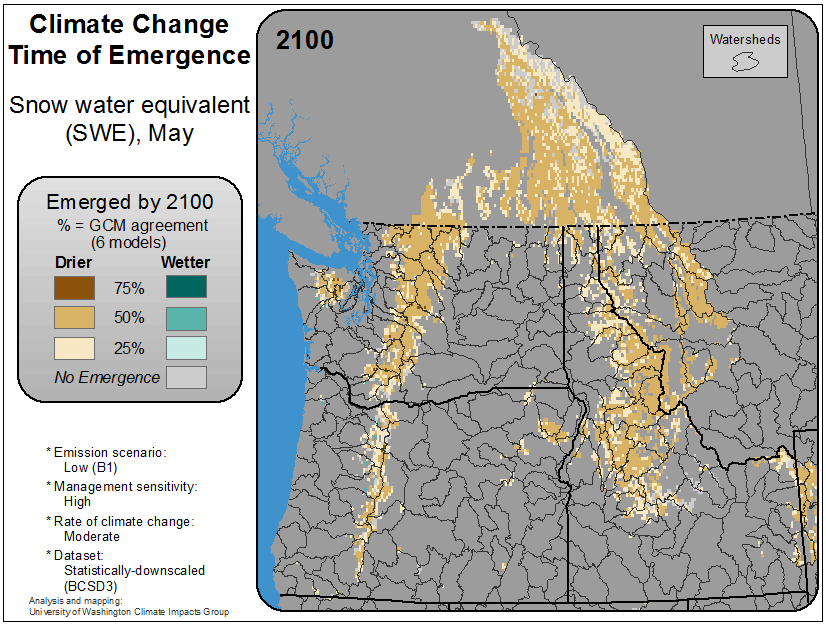 Climate Change
Time of Emergence
Snow water equivalent
(SWE), May
Emerged by 2100
% = GCM agreement
(6 models)
Drier Wetter
75%
50%
25%
No Emergence
* Emission scenario:
Low (B1)
* Management sensitivity:
High
* Rate of climate change:
Moderate
* Dataset:
Statistically-downscaled
(BCSD3)
Analysis and mapping:
University of Washington Climate Impacts Group
2100
Watersheds